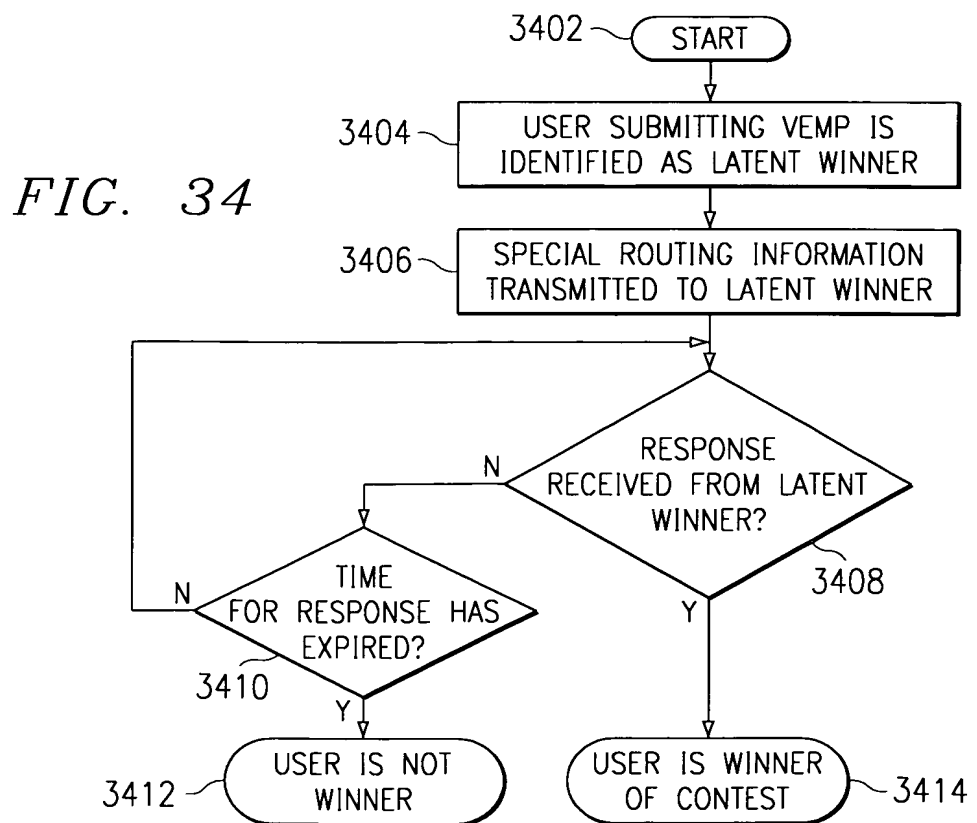 3402
START
3404
USER SUBMITTING VEMP IS
IDENTIFIED AS LATENT WINNER
FIG. 34
3406
SPECIAL ROUTING INFORMATION
TRANSMITTED TO LATENT WINNER
RESPONSE
RECEIVED FROM LATENT
WINNER?
N
3408
Y
TIME
FOR RESPONSE HAS
EXPIRED?
N
3410
Y
3412
USER IS NOT
WINNER
USER IS WINNER
OF CONTEST
3414